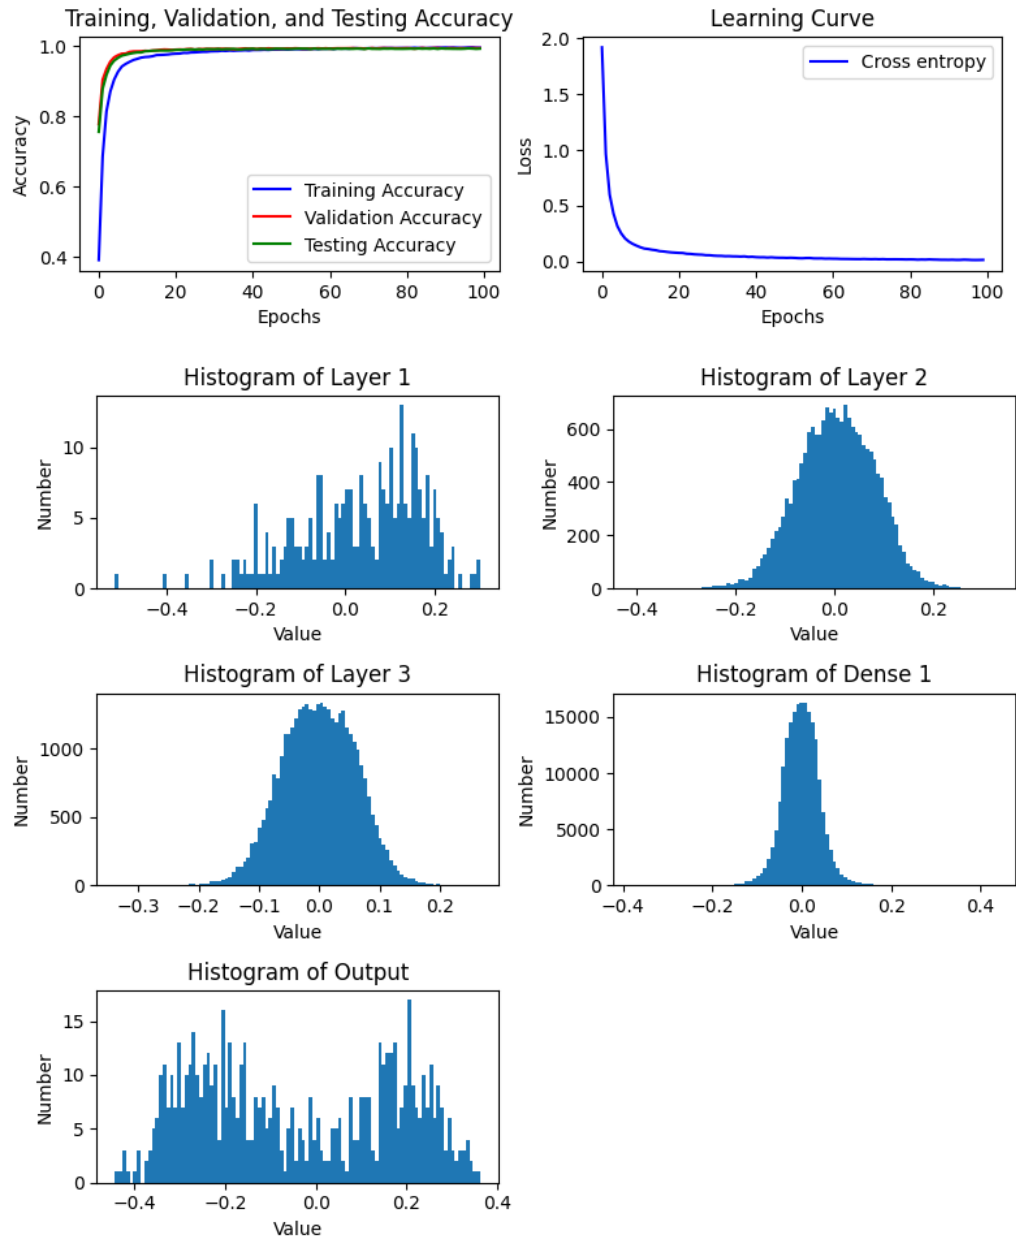 Training, Validation, and Testing Accuracy
1.0
0.8
0.6
0.4
Accuracy
Training Accuracy
Validation Accuracy
Testing Accuracy
0 20 40 60 80 100
Epochs
Learning Curve
2.0
1.5
1.0
0.5
0.0
Loss
Cross entropy
0 20 40 60 80 100
Epochs
Histogram of Layer 1
10
5
0
Number
−0.4 −0.2 0.0 0.2
Value
Histogram of Layer 2
600
400
200
0
Number
−0.4 −0.2 0.0 0.2
Value
Histogram of Layer 3
1000
500
0
Number
−0.3 −0.2 −0.1 0.0 0.1 0.2
Value
Histogram of Dense 1
15000
10000
5000
0
Number
−0.4 −0.2 0.0 0.2 0.4
Value
Histogram of Output
15
10
5
0
Number
−0.4 −0.2 0.0 0.2 0.4
Value